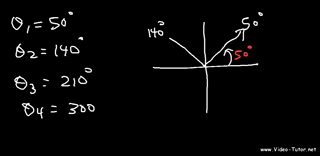 θ₁ = 50°
θ₂ = 140°
θ₃ = 210°
θ₄ = 300
140°
50°
50°
www.Video-Tutor.net